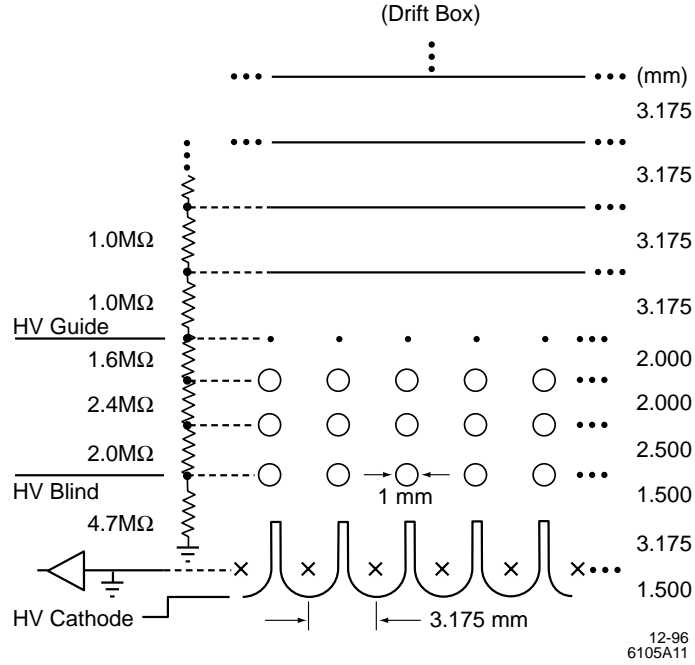 (Drift Box)
(mm)
3.175
3.175
1.0MΩ
3.175
1.0MΩ
3.175
HV Guide
1.6MΩ
2.000
2.4MΩ
2.000
2.0MΩ
2.500
HV Blind
1 mm
1.500
4.7MΩ
3.175
1.500
HV Cathode
3.175 mm
12-96
6105A11